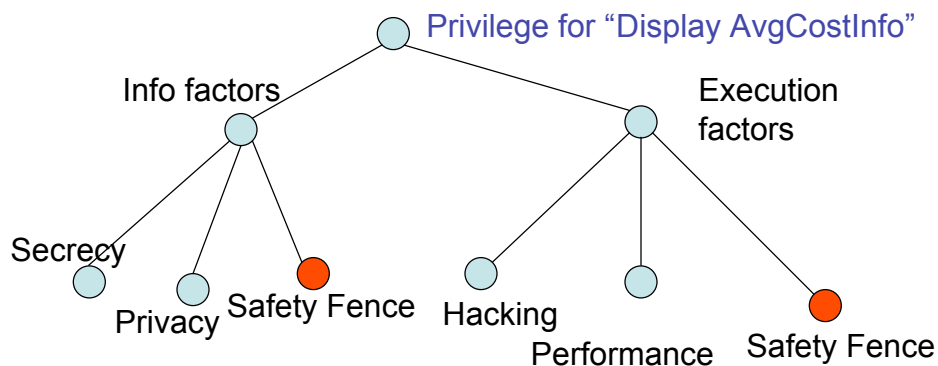 Privilege for “Display AvgCostInfo”
Info factors
Execution
factors
Secrecy
Privacy
Safety Fence
Hacking
Performance
Safety Fence